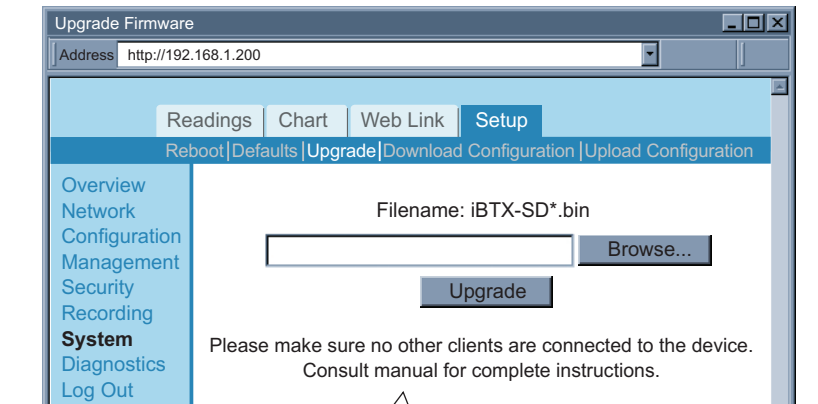 Upgrade Firmware
Address http://192.168.1.200
Readings Chart Web Link Setup
Reboot|Defaults|Upgrade|Download Configuration|Upload Configuration
Overview
Network
Configuration
Management
Security
Recording
System
Diagnostics
Log Out
Filename: iBTX-SD*.bin
Browse...
Upgrade
Please make sure no other clients are connected to the device.
Consult manual for complete instructions.